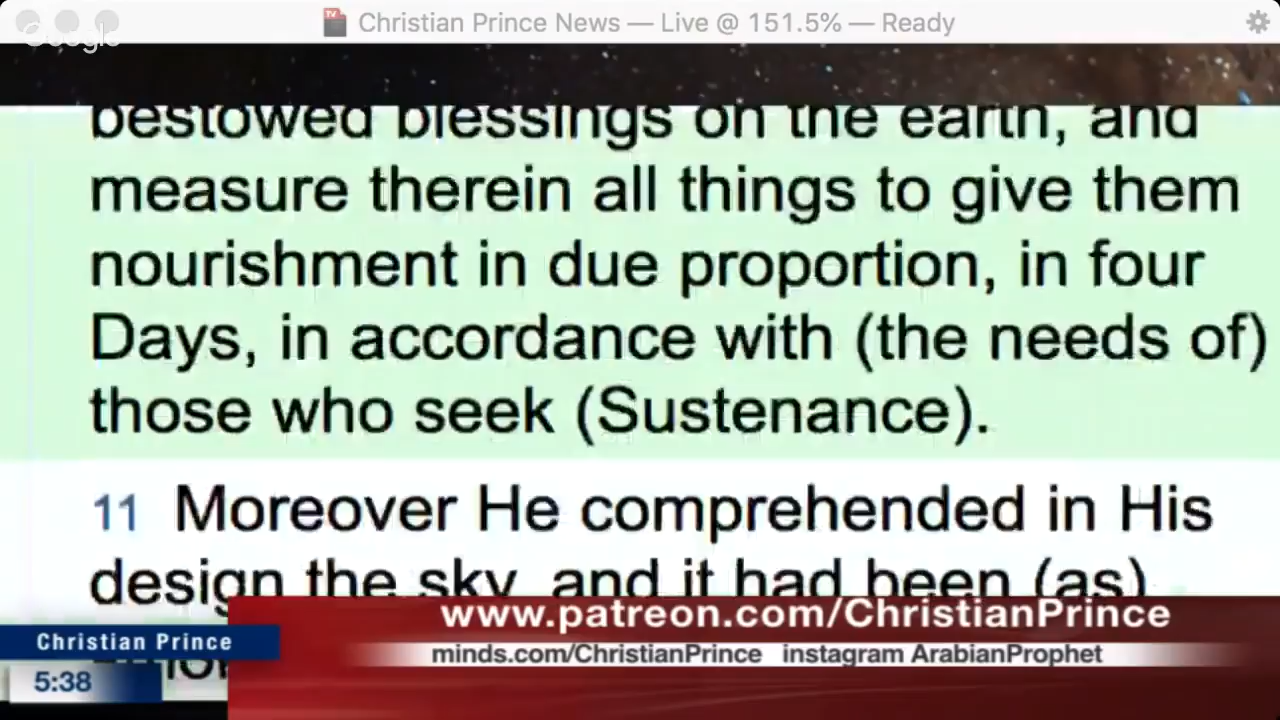 Christian Prince News — Live @ 151.5% — Ready
Google
bestowed blessings on the earth, and
measure therein all things to give them
nourishment in due proportion, in four
Days, in accordance with (the needs of)
those who seek (Sustenance).
11 Moreover He comprehended in His
design the sky, and it had been (as)
www.patreon.com/ChristianPrince
Christian Prince
minds.com/ChristianPrince instagram ArabianProphet
5:38